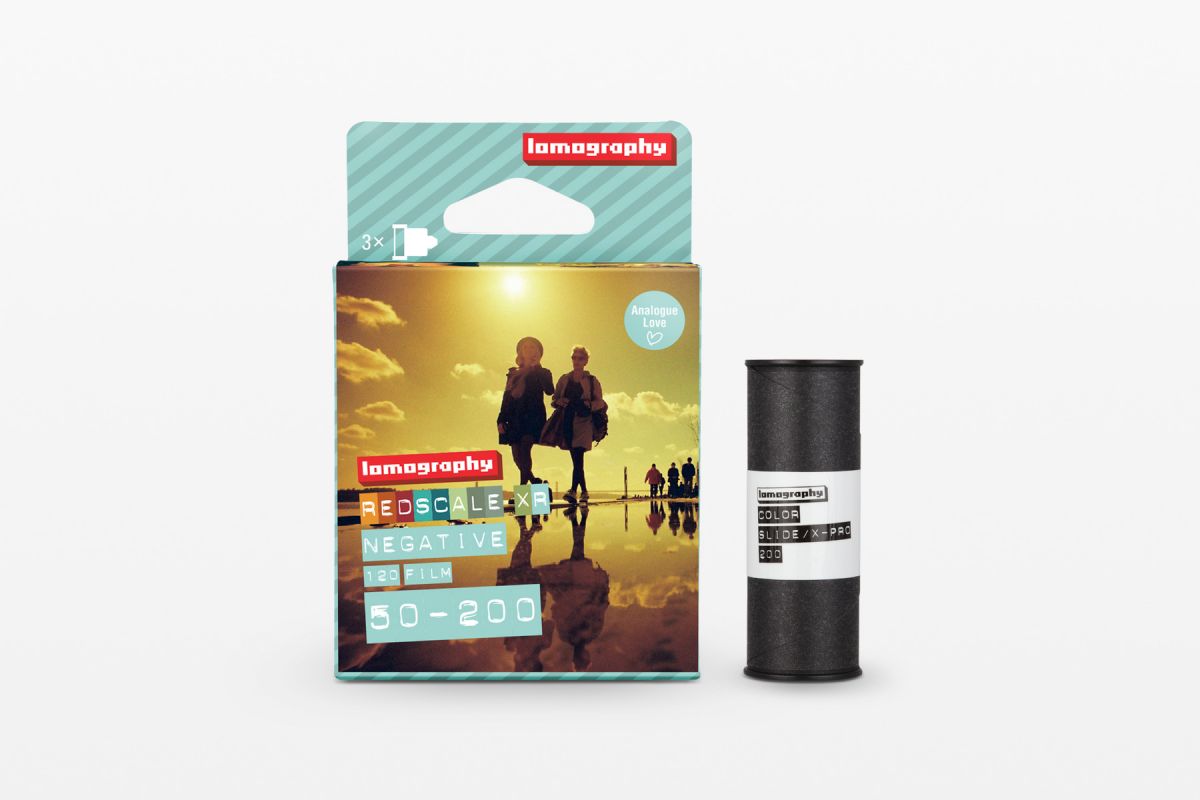 lomography
3×
Analogue
Love
lomography
REDSCALE XR
NEGATIVE
120 FILM
50-200
lomography
COLOR
SLIDE/X-PRO
200